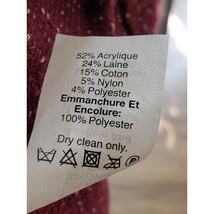 52% Acrylique
24% Laine
15% Coton
5% Nylon
4% Polyester
Emmanchure Et
Encolure:
100% Polyester
Dry clean only.